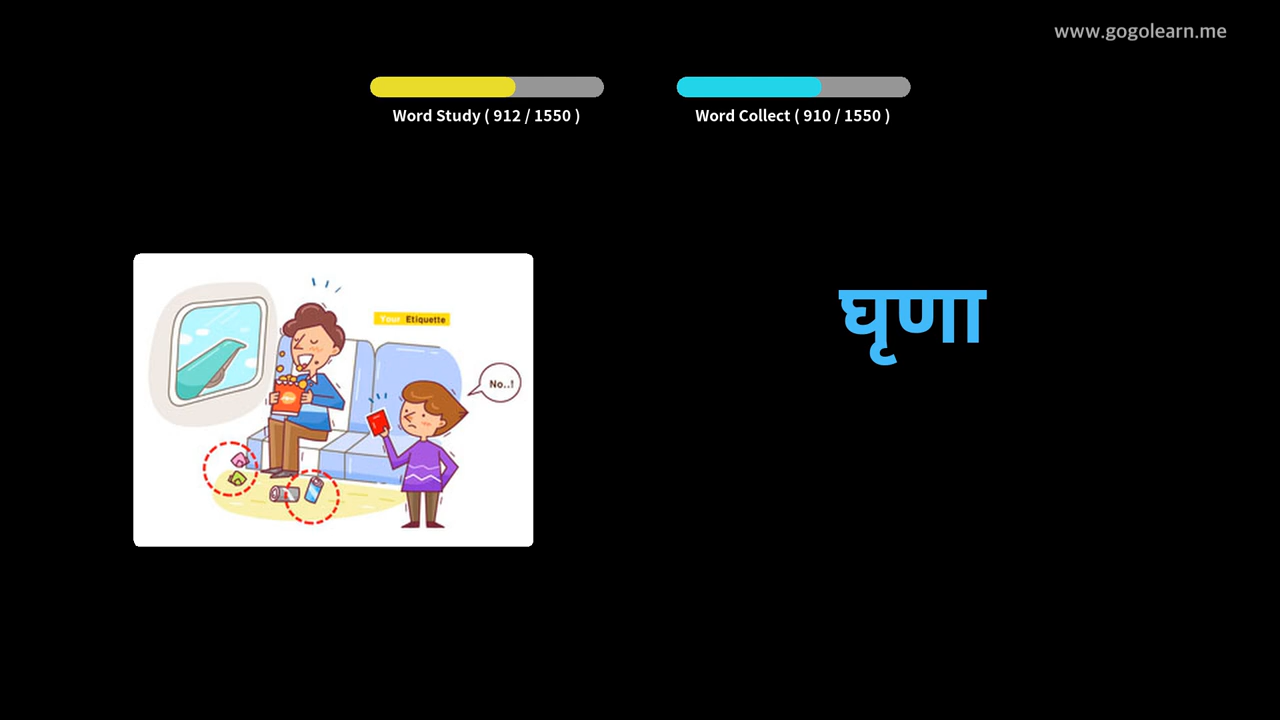 www.gogolearn.me
Word Study ( 912 / 1550 )
Word Collect ( 910 / 1550 )
Your Etiquette
No..!
घृणा